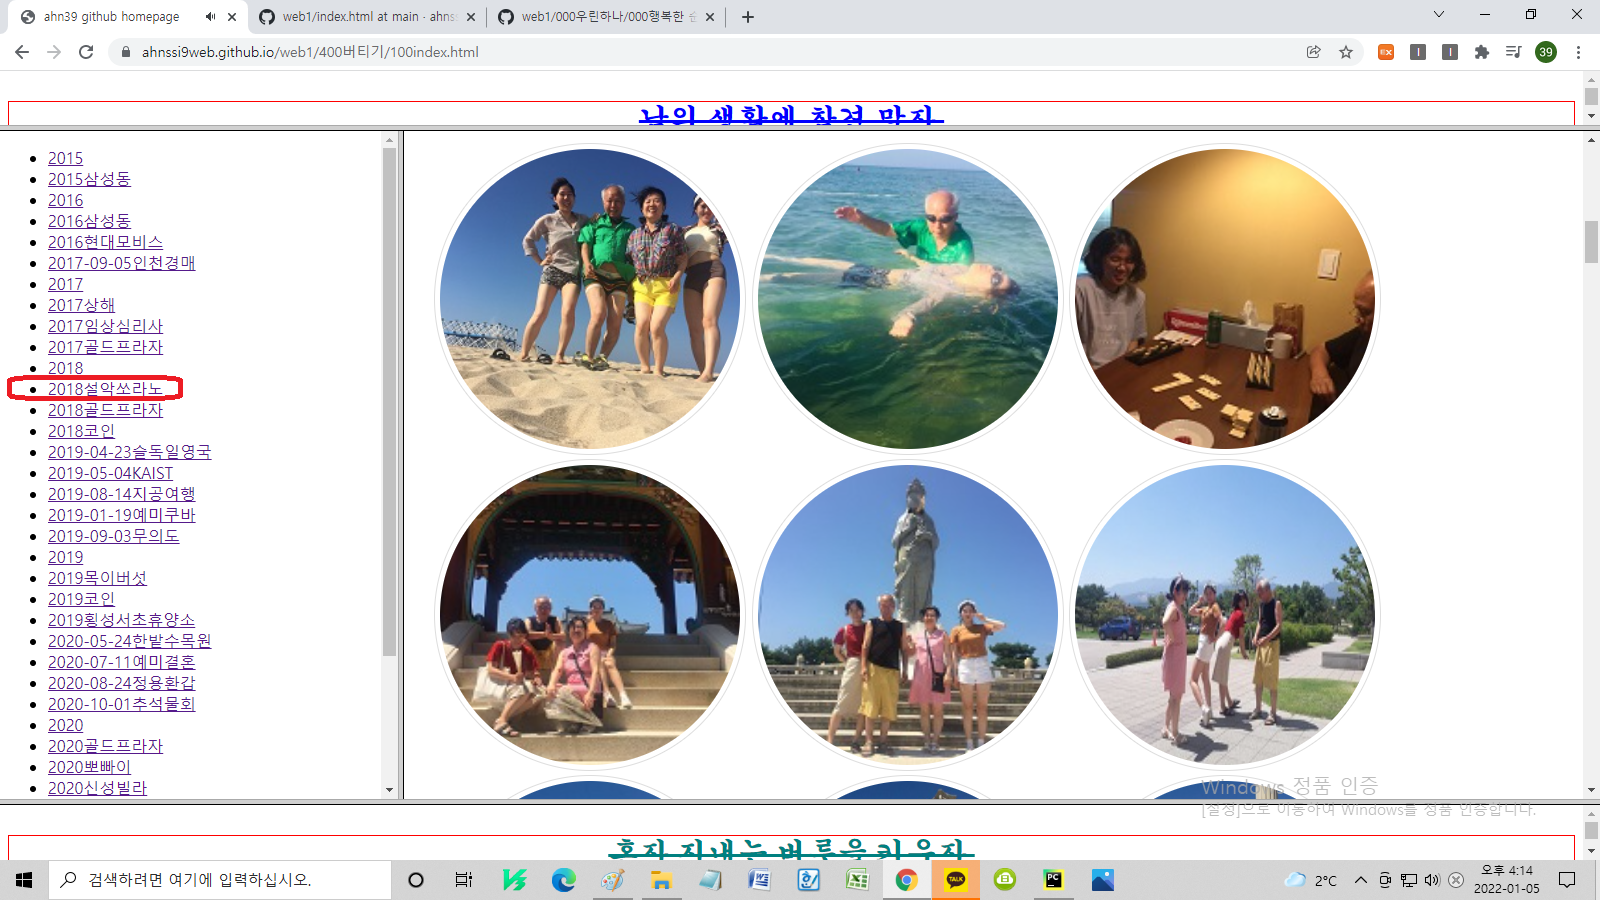 ahn39 github homepage
web1/index.html at main · ahnss
web1/000우린하나/000행복한 순
ahnssi9web.github.io/web1/400버티기/100index.html
39
나의 생활에 참견 말자
2015
2015삼성동
2016
2016삼성동
2016현대모비스
2017-09-05인천경매
2017
2017상해
2017임상심리사
2017골드프라자
2018
2018설악쏘라노
2018골드프라자
2018코인
2019-04-23슬독일영국
2019-05-04KAIST
2019-08-14지공여행
2019-01-19예미쿠바
2019-09-03무의도
2019
2019목이버섯
2019코인
2019횡성서초휴양소
2020-05-24한밭수목원
2020-07-11예미결혼
2020-08-24정용환갑
2020-10-01추석물회
2020
2020골드프라자
2020뽀빠이
2020신성빌라
Windows 정품 인증
[설정]으로 이동하여 Windows를 정품 인증합니다.
혼자 지내는 버릇을 키우자
검색하려면 여기에 입력하십시오.
TALK
PC
2°C
오후 4:14
2022-01-05